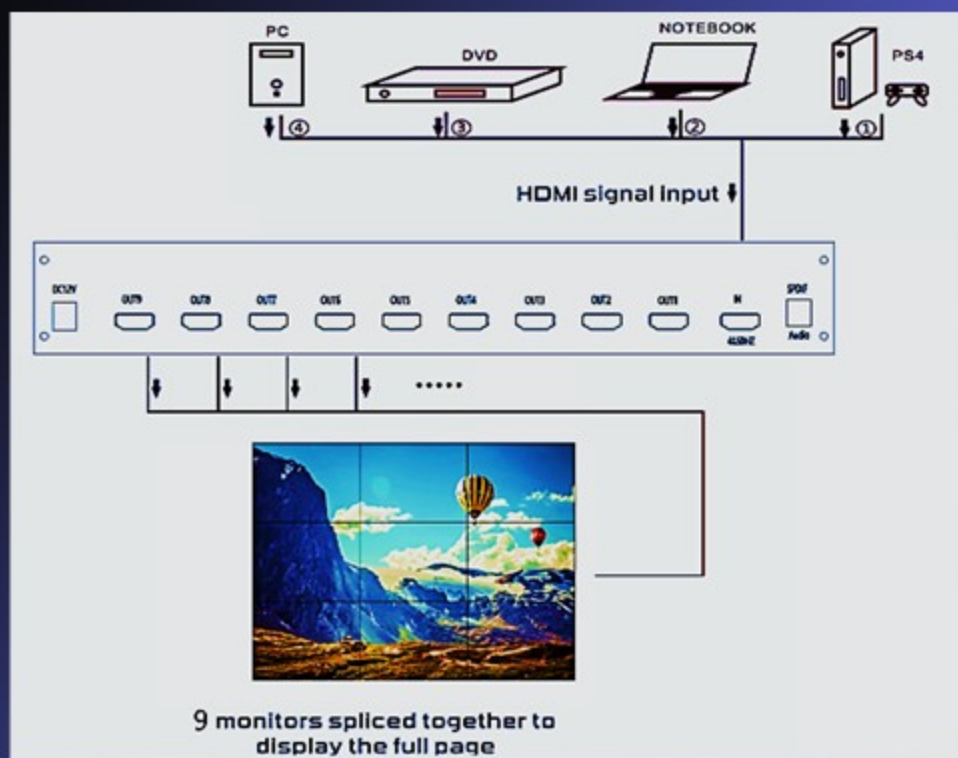 PC
DVD
NOTEBOOK
PS4
④
③
②
①
HDMI signal input
DC12V
OUT9
OUT8
OUT7
OUT6
OUT5
OUT4
OUT3
OUT2
OUT1
IN
SPDIF
Audio
9 monitors spliced together to
display the full page